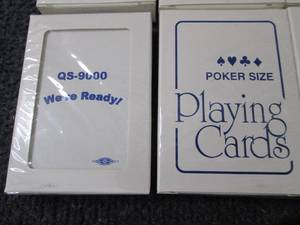 QS-9000
We're Ready!
POKER SIZE
Playing
Cards